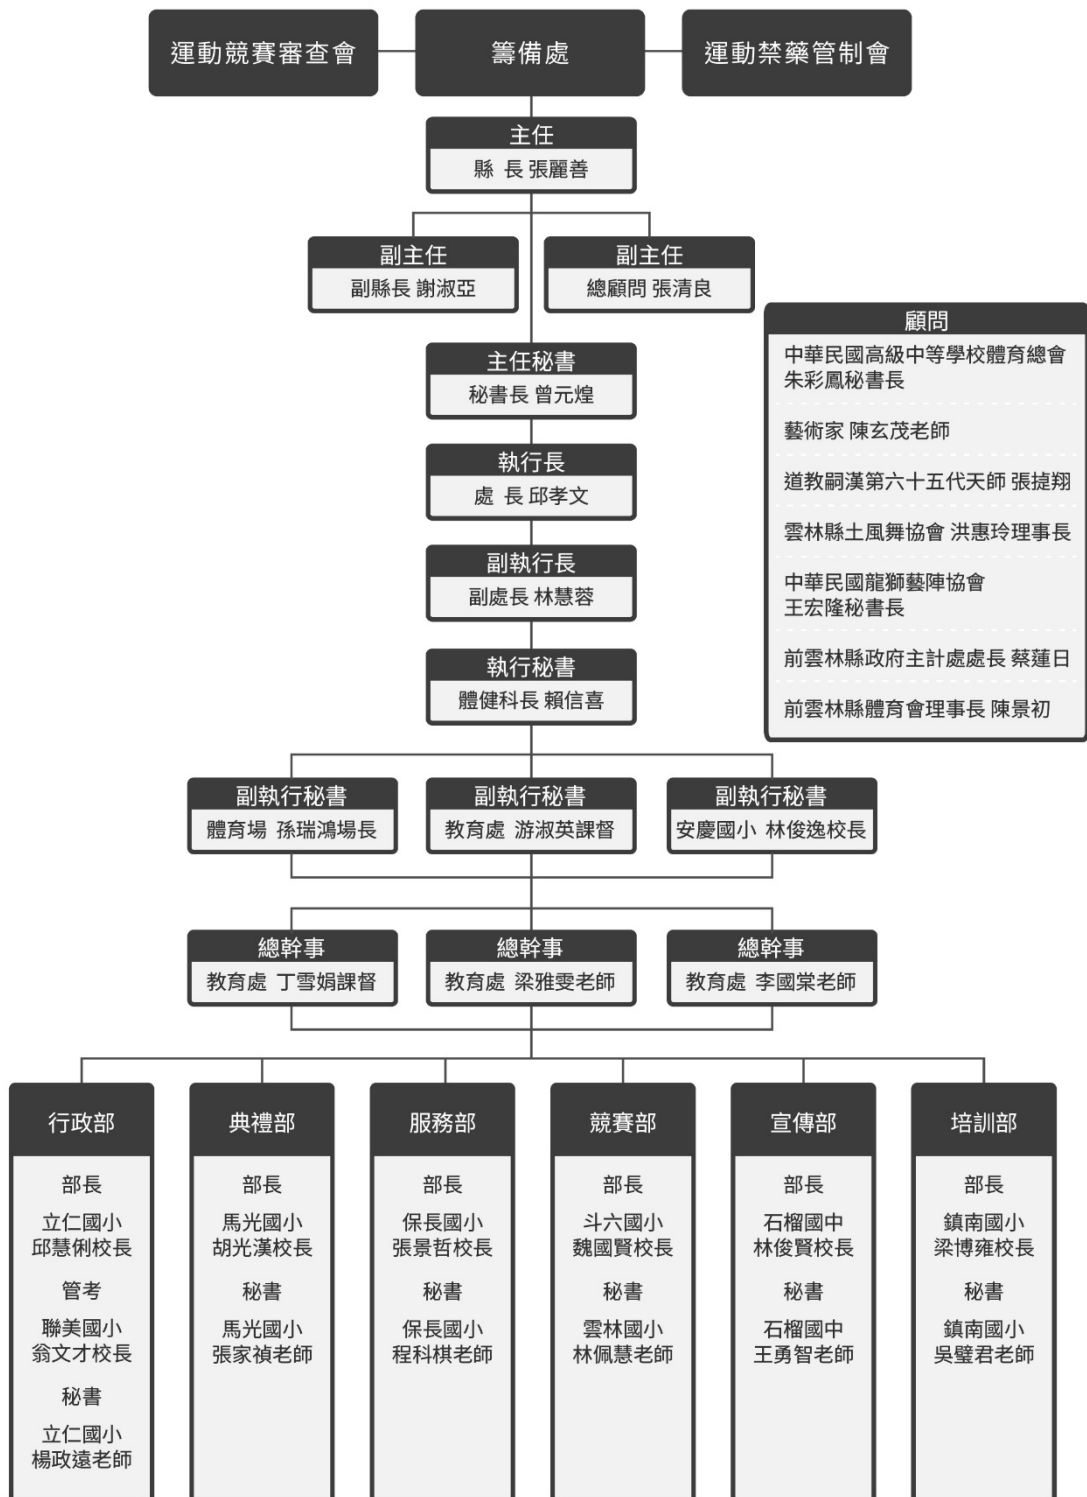 運動競賽審查會
籌備處
運動禁藥管制會
主任
縣 長 張麗善
副主任
副縣長 謝淑亞
副主任
總顧問 張清良
主任秘書
秘書長 曾元煌
執行長
處 長 邱孝文
副執行長
副處長 林慧蓉
執行秘書
體健科長 賴信喜
顧問
中華民國高級中等學校體育總會
朱彩鳳秘書長
藝術家 陳玄茂老師
道教嗣漢第六十五代天師 張㨗翔
雲林縣土風舞協會 洪惠玲理事長
中華民國龍獅藝陣協會
王宏隆秘書長
前雲林縣政府主計處處長 蔡蓮日
前雲林縣體育會理事長 陳景初
副執行秘書
體育場 孫瑞鴻場長
副執行秘書
教育處 游淑英課督
副執行秘書
安慶國小 林俊逸校長
總幹事
教育處 丁雪娟課督
總幹事
教育處 梁雅雯老師
總幹事
教育處 李國棠老師
行政部
部長
立仁國小
邱慧俐校長
管考
聯美國小
翁文才校長
秘書
立仁國小
楊政遠老師
典禮部
部長
馬光國小
胡光漢校長
秘書
馬光國小
張家禎老師
服務部
部長
保長國小
張景哲校長
秘書
保長國小
程科棋老師
競賽部
部長
斗六國小
魏國賢校長
秘書
雲林國小
林佩慧老師
宣傳部
部長
石榴國中
林俊賢校長
秘書
石榴國中
王勇智老師
培訓部
部長
鎮南國小
梁博雍校長
秘書
鎮南國小
吳璧君老師